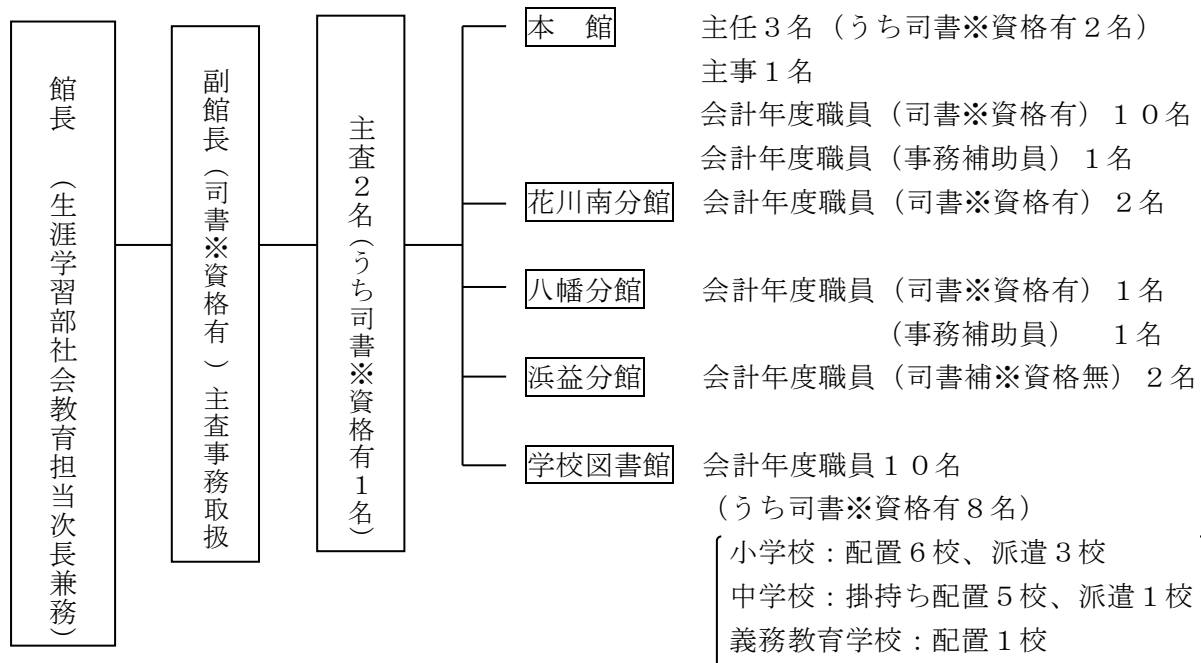 館長　（生涯学習部社会教育担当次長兼務）
副館長（司書※資格有　）主査事務取扱
主査２名（うち司書※資格有１名）
本　館　主任３名（うち司書※資格有２名）
主事１名
会計年度職員（司書※資格有）１０名
会計年度職員（事務補助員）１名
花川南分館　会計年度職員（司書※資格有）２名
八幡分館　会計年度職員（司書※資格有）１名
（事務補助員）　１名
浜益分館　会計年度職員（司書補※資格無）２名
学校図書館　会計年度職員１０名
（うち司書※資格有８名）
小学校：配置６校、派遣３校
中学校：掛持ち配置５校、派遣１校
義務教育学校：配置１校